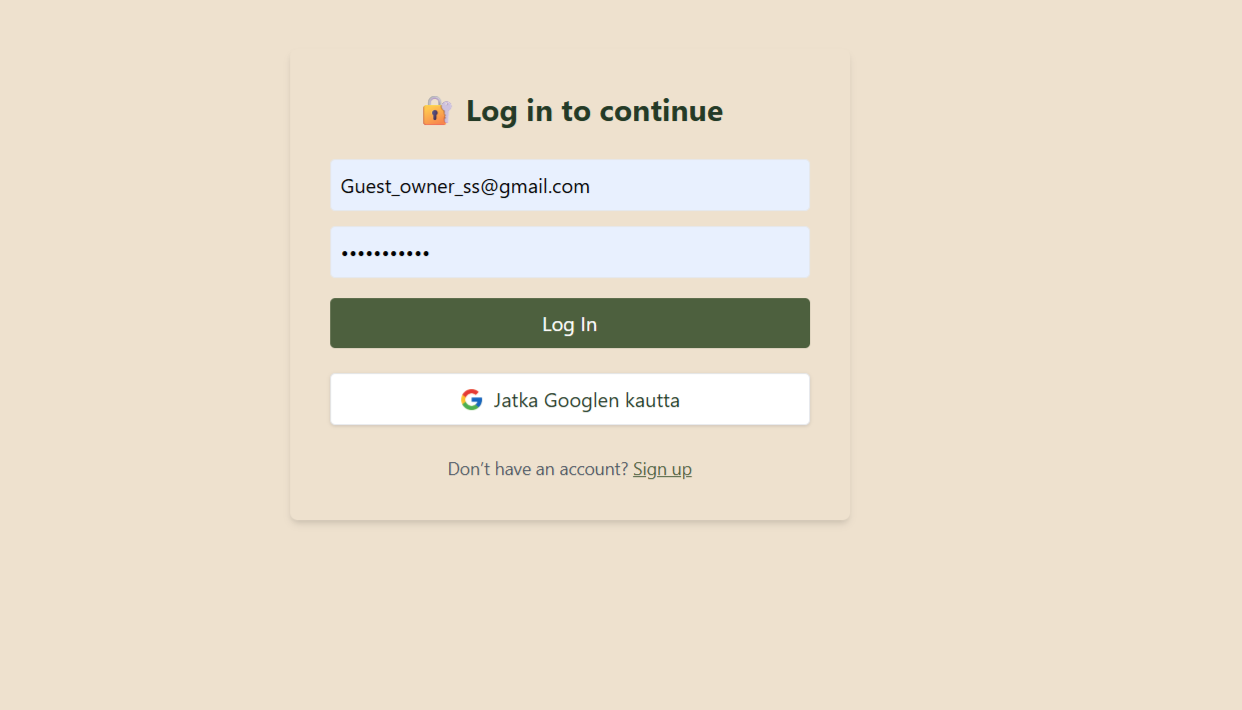 Log in to continue
Guest_owner_ss@gmail.com
•••••••••••
Log In
Jatka Googlen kautta
Don’t have an account? Sign up